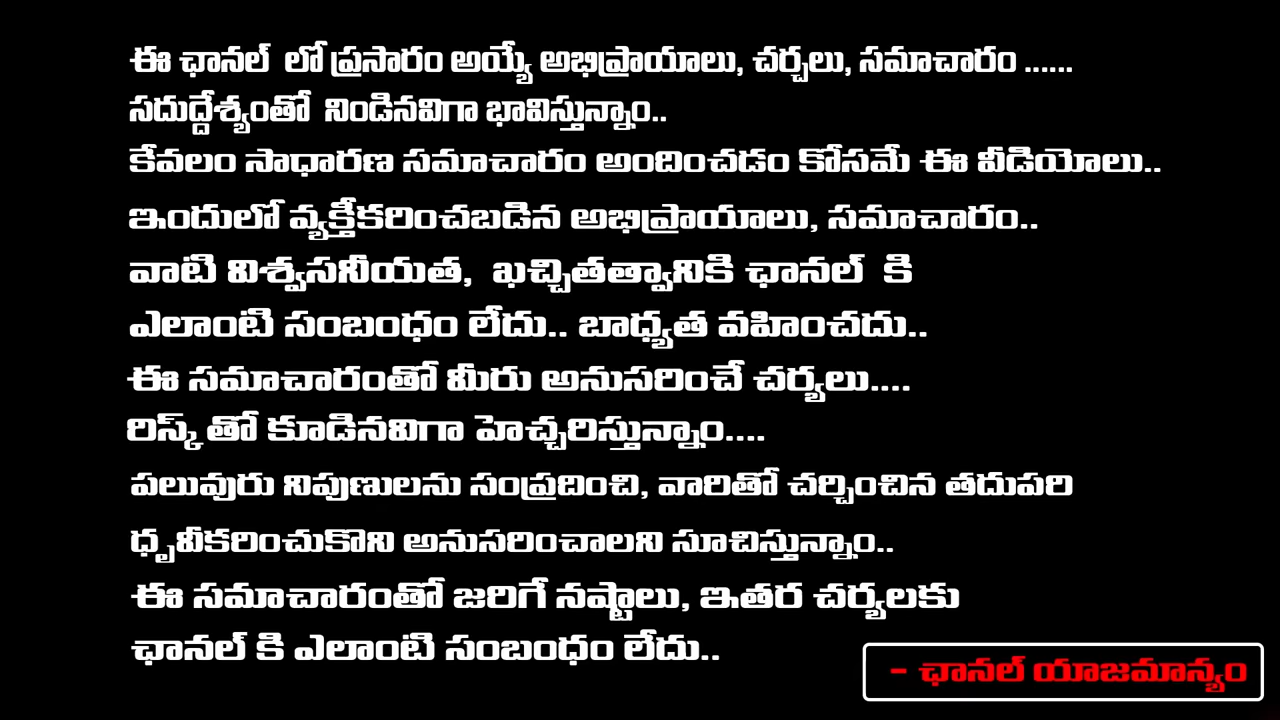 ఈ ఛానల్ లో ప్రసారం అయ్యే అభిప్రాయాలు, చర్చలు, సమాచారం ......
సదుద్దేశ్యంతో నిండినవిగా భావిస్తున్నాం..
కేవలం సాధారణ సమాచారం అందించడం కోసమే ఈ వీడియోలు..
ఇందులో వ్యక్తీకరించబడిన అభిప్రాయాలు, సమాచారం..
వాటి విశ్వసనీయత, ఖచ్చితత్వానికి ఛానల్ కి
ఎలాంటి సంబంధం లేదు.. బాధ్యత వహించదు..
ఈ సమాచారంతో మీరు అనుసరించే చర్యలు....
రిస్క్ తో కూడినవిగా హెచ్చరిస్తున్నాం....
పలువురు నిపుణులను సంప్రదించి, వారితో చర్చించిన తదుపరి
ధృవీకరించుకొని అనుసరించాలని సూచిస్తున్నాం..
ఈ సమాచారంతో జరిగే నష్టాలు, ఇతర చర్యలకు
ఛానల్ కి ఎలాంటి సంబంధం లేదు..
- ఛానల్ యాజమాన్యం